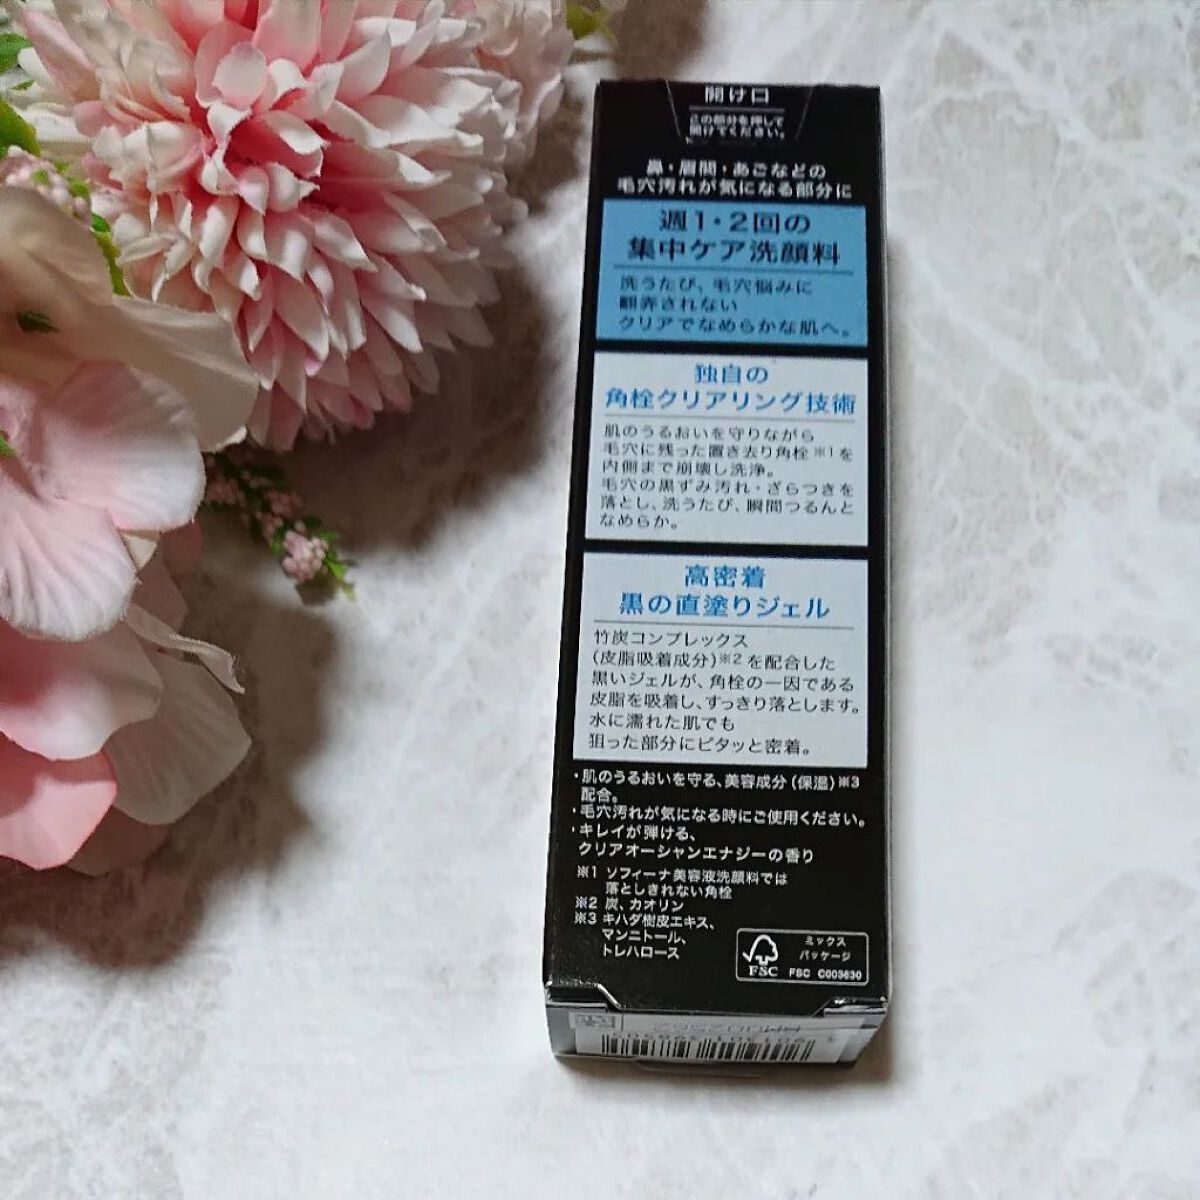 開け口
この部分を押して
開けてください。
鼻・眉間・あごなどの
毛穴汚れが気になる部分に
週1・2回の
集中ケア洗顔料
洗うたび、毛穴悩みに
翻弄されない
クリアでなめらかな肌へ。
独自の
角栓クリアリング技術
肌のうるおいを守りながら
毛穴に残った置き去り角栓※1を
内側まで崩壊し洗浄。
毛穴の黒ずみ汚れ・ざらつきを
落とし、洗うたび、瞬間つるんと
なめらか。
高密着
黒の直塗りジェル
竹炭コンプレックス
(皮脂吸着成分)※2を配合した
黒いジェルが、角栓の一因である
皮脂を吸着し、すっきり落とします。
水に濡れた肌でも
狙った部分にピタッと密着。
・肌のうるおいを守る、美容成分(保湿)※3
配合。
・毛穴汚れが気になる時にご使用ください。
・キレイが弾ける、
クリアオーシャンエナジーの香り
※1 ソフィーナ美容液洗顔料では
落としきれない角栓
※2 炭、カオリン
※3 キハダ樹皮エキス、
マンニトール、
トレハロース
ミックス
パッケージ
FSC FSC C003630